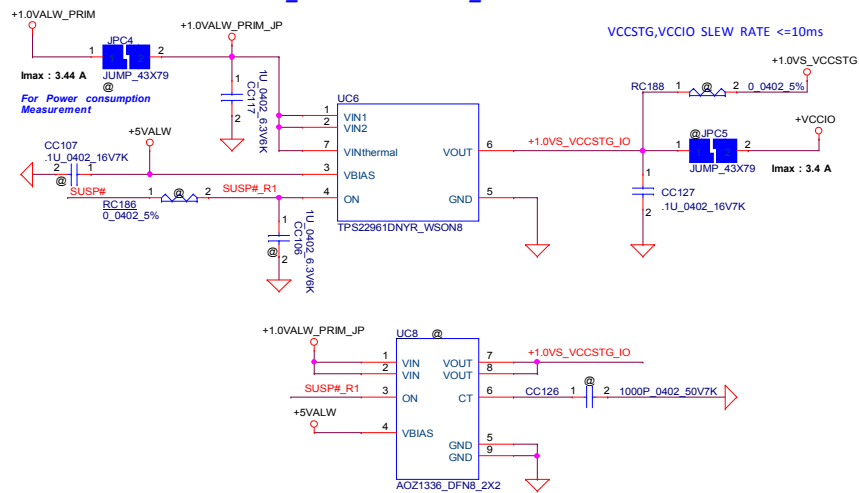 +1.0VALW_PRIM
+1.0VALW_PRIM_JP
VCCSTG,VCCIO SLEW RATE <=10ms
JPC4
1 2
JUMP_43X79
@
Imax : 3.44 A
For Power consumption
Measurement
1
2
CC117
1U_0402_6.3V6K
+1.0VS_VCCSTG
RC188 1 @ 2 0_0402_5%
+VCCIO
@JPC5
1 2
JUMP_43X79
Imax : 3.4 A
UC6
1 VIN1
2 VIN2
7 VINthermal
VOUT 6
+1.0VS_VCCSTG_IO
3 VBIAS
4 ON
GND 5
TPS22961DNYR_WSON8
+5VALW
CC107
.1U_0402_16V7K
2 1
@
SUSP#
1 @ 2
SUSP#_R1
RC186
0_0402_5%
1
2
@
CC106
1U_0402_6.3V6K
1
2
CC127
.1U_0402_16V7K
+1.0VALW_PRIM_JP
UC8 @
1 VIN
2 VIN
VOUT 7
VOUT 8
+1.0VS_VCCSTG_IO
SUSP#_R1
3 ON
CT 6
CC126 1 @ 2 1000P_0402_50V7K
+5VALW
4 VBIAS
GND 5
GND 9
AOZ1336_DFN8_2X2